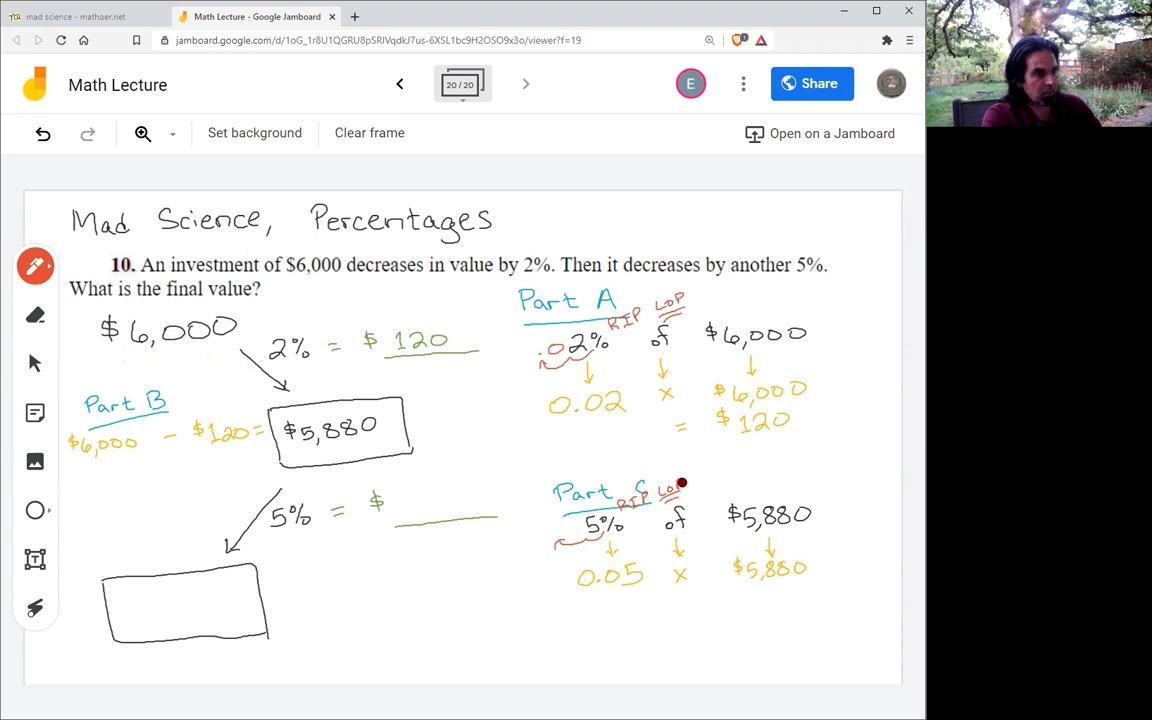 mad science - mathoer.net
Math Lecture - Google Jamboard
jamboard.google.com/d/1oG_1r8U1QGRU8pSRIVqdkJ7us-6XSL1bc9H2OSO9x3o/viewer?f=19
1
Math Lecture
20 / 20
E
Share
Set background
Clear frame
Open on a Jamboard
Mad Science, Percentages
10. An investment of $6,000 decreases in value by 2%. Then it decreases by another 5%.
What is the final value?
$6,000
2% = $ 120
Part B
$6,000 - $120 =
$5,880
5% = $
Part A
RIP LOP
.02% of $6,000
0.02 x $6,000
= $120
Part C
RIP LOP
5% of $5,880
0.05 x $5,880